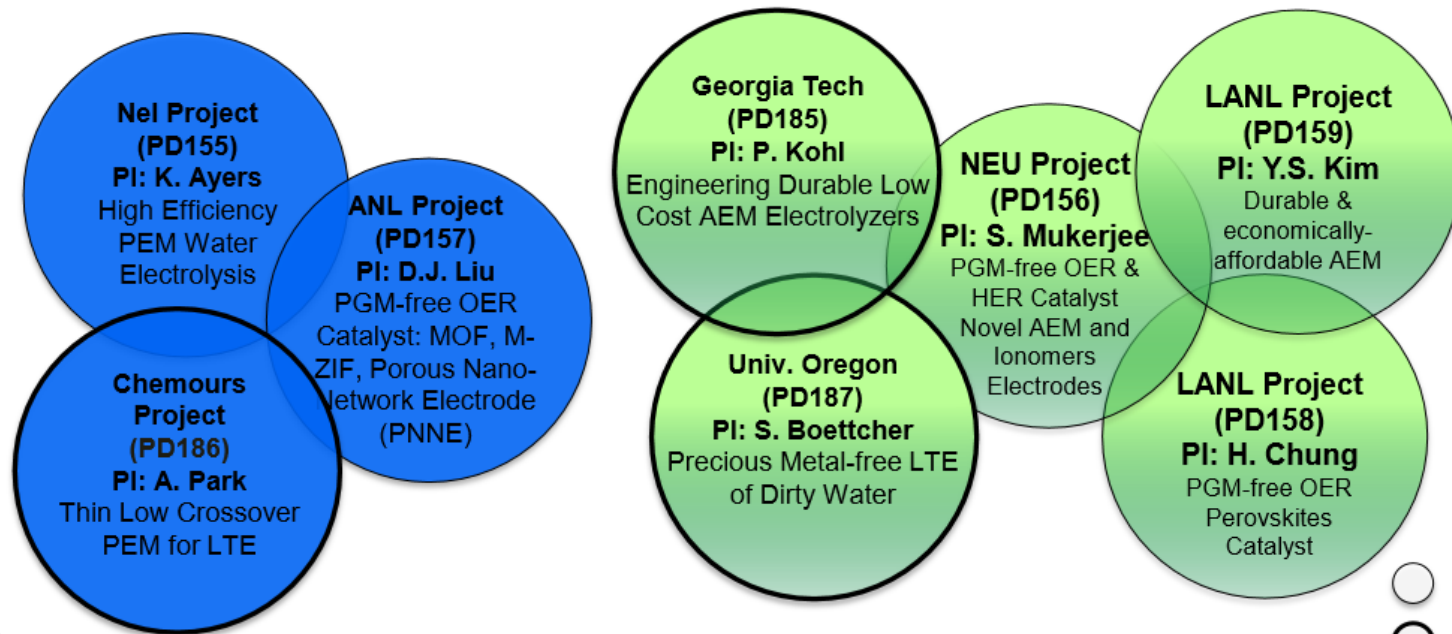 Nel Project
(PD155)
PI: K. Ayers
High Efficiency
PEM Water
Electrolysis
ANL Project
(PD157)
PI: D.J. Liu
PGM-free OER
Catalyst: MOF, M-
ZIF, Porous Nano-
Network Electrode
(PNNE)
Chemours
Project
(PD186)
PI: A. Park
Thin Low Crossover
PEM for LTE
Georgia Tech
(PD185)
PI: P. Kohl
Engineering Durable Low
Cost AEM Electrolyzers
NEU Project
(PD156)
PI: S. Mukerjee
PGM-free OER &
HER Catalyst
Novel AEM and
Ionomers
Electrodes
LANL Project
(PD159)
PI: Y.S. Kim
Durable &
economically-
affordable AEM
Univ. Oregon
(PD187)
PI: S. Boettcher
Precious Metal-free LTE
of Dirty Water
LANL Project
(PD158)
PI: H. Chung
PGM-free OER
Perovskites
Catalyst